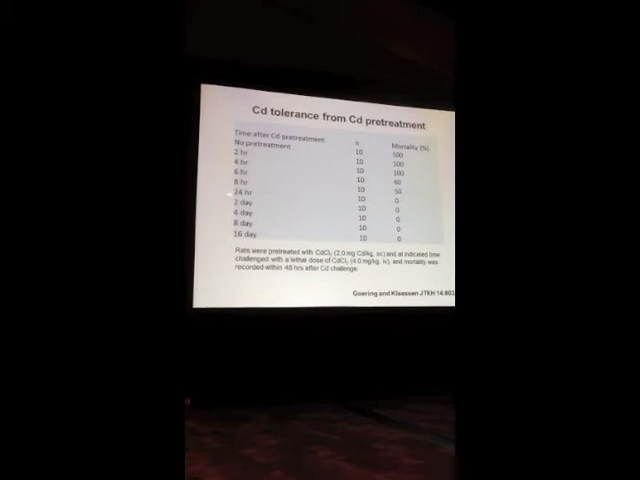 Cd tolerance from Cd pretreatment
Time after Cd pretreatment n Mortality (%)
No pretreatment 10 100
2 hr 10 100
4 hr 10 100
6 hr 10 60
8 hr 10 50
24 hr 10 0
2 day 10 0
4 day 10 0
8 day 10 0
16 day 10 0
Rats were pretreated with CdCl₂ (2.0 mg Cd/kg, sc) and at indicated time
challenged with a lethal dose of CdCl₂ (4.0 mg/kg, iv), and mortality was
recorded within 48 hrs after Cd challenge.
Goering and Klaassen JTEH 14:803